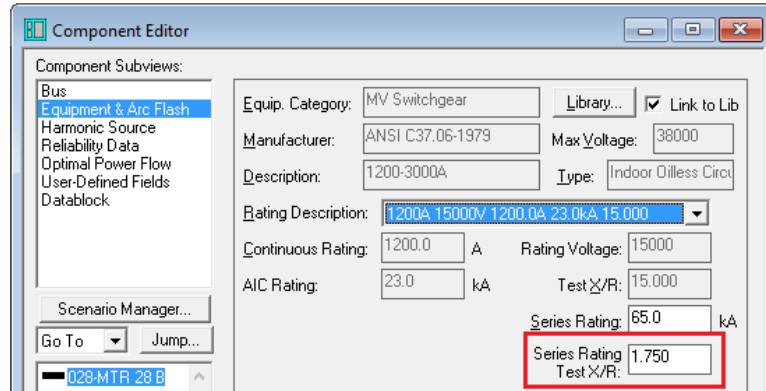 Component Editor
Component Subviews:
Bus
Equipment & Arc Flash
Harmonic Source
Reliability Data
Optimal Power Flow
User-Defined Fields
Datablock
Scenario Manager...
Go To Jump...
028-MTR 28 B
Equip. Category: MV Switchgear Library... Link to Lib
Manufacturer: ANSI C37.06-1979 Max Voltage: 38000
Description: 1200-3000A Type: Indoor Oilless Circu
Rating Description: 1200A 15000V 1200.0A 23.0kA 15.000
Continuous Rating: 1200.0 A Rating Voltage: 15000
AIC Rating: 23.0 kA Test X/R: 15.000
Series Rating: 65.0 kA
Series Rating 1.750
Test X/R: